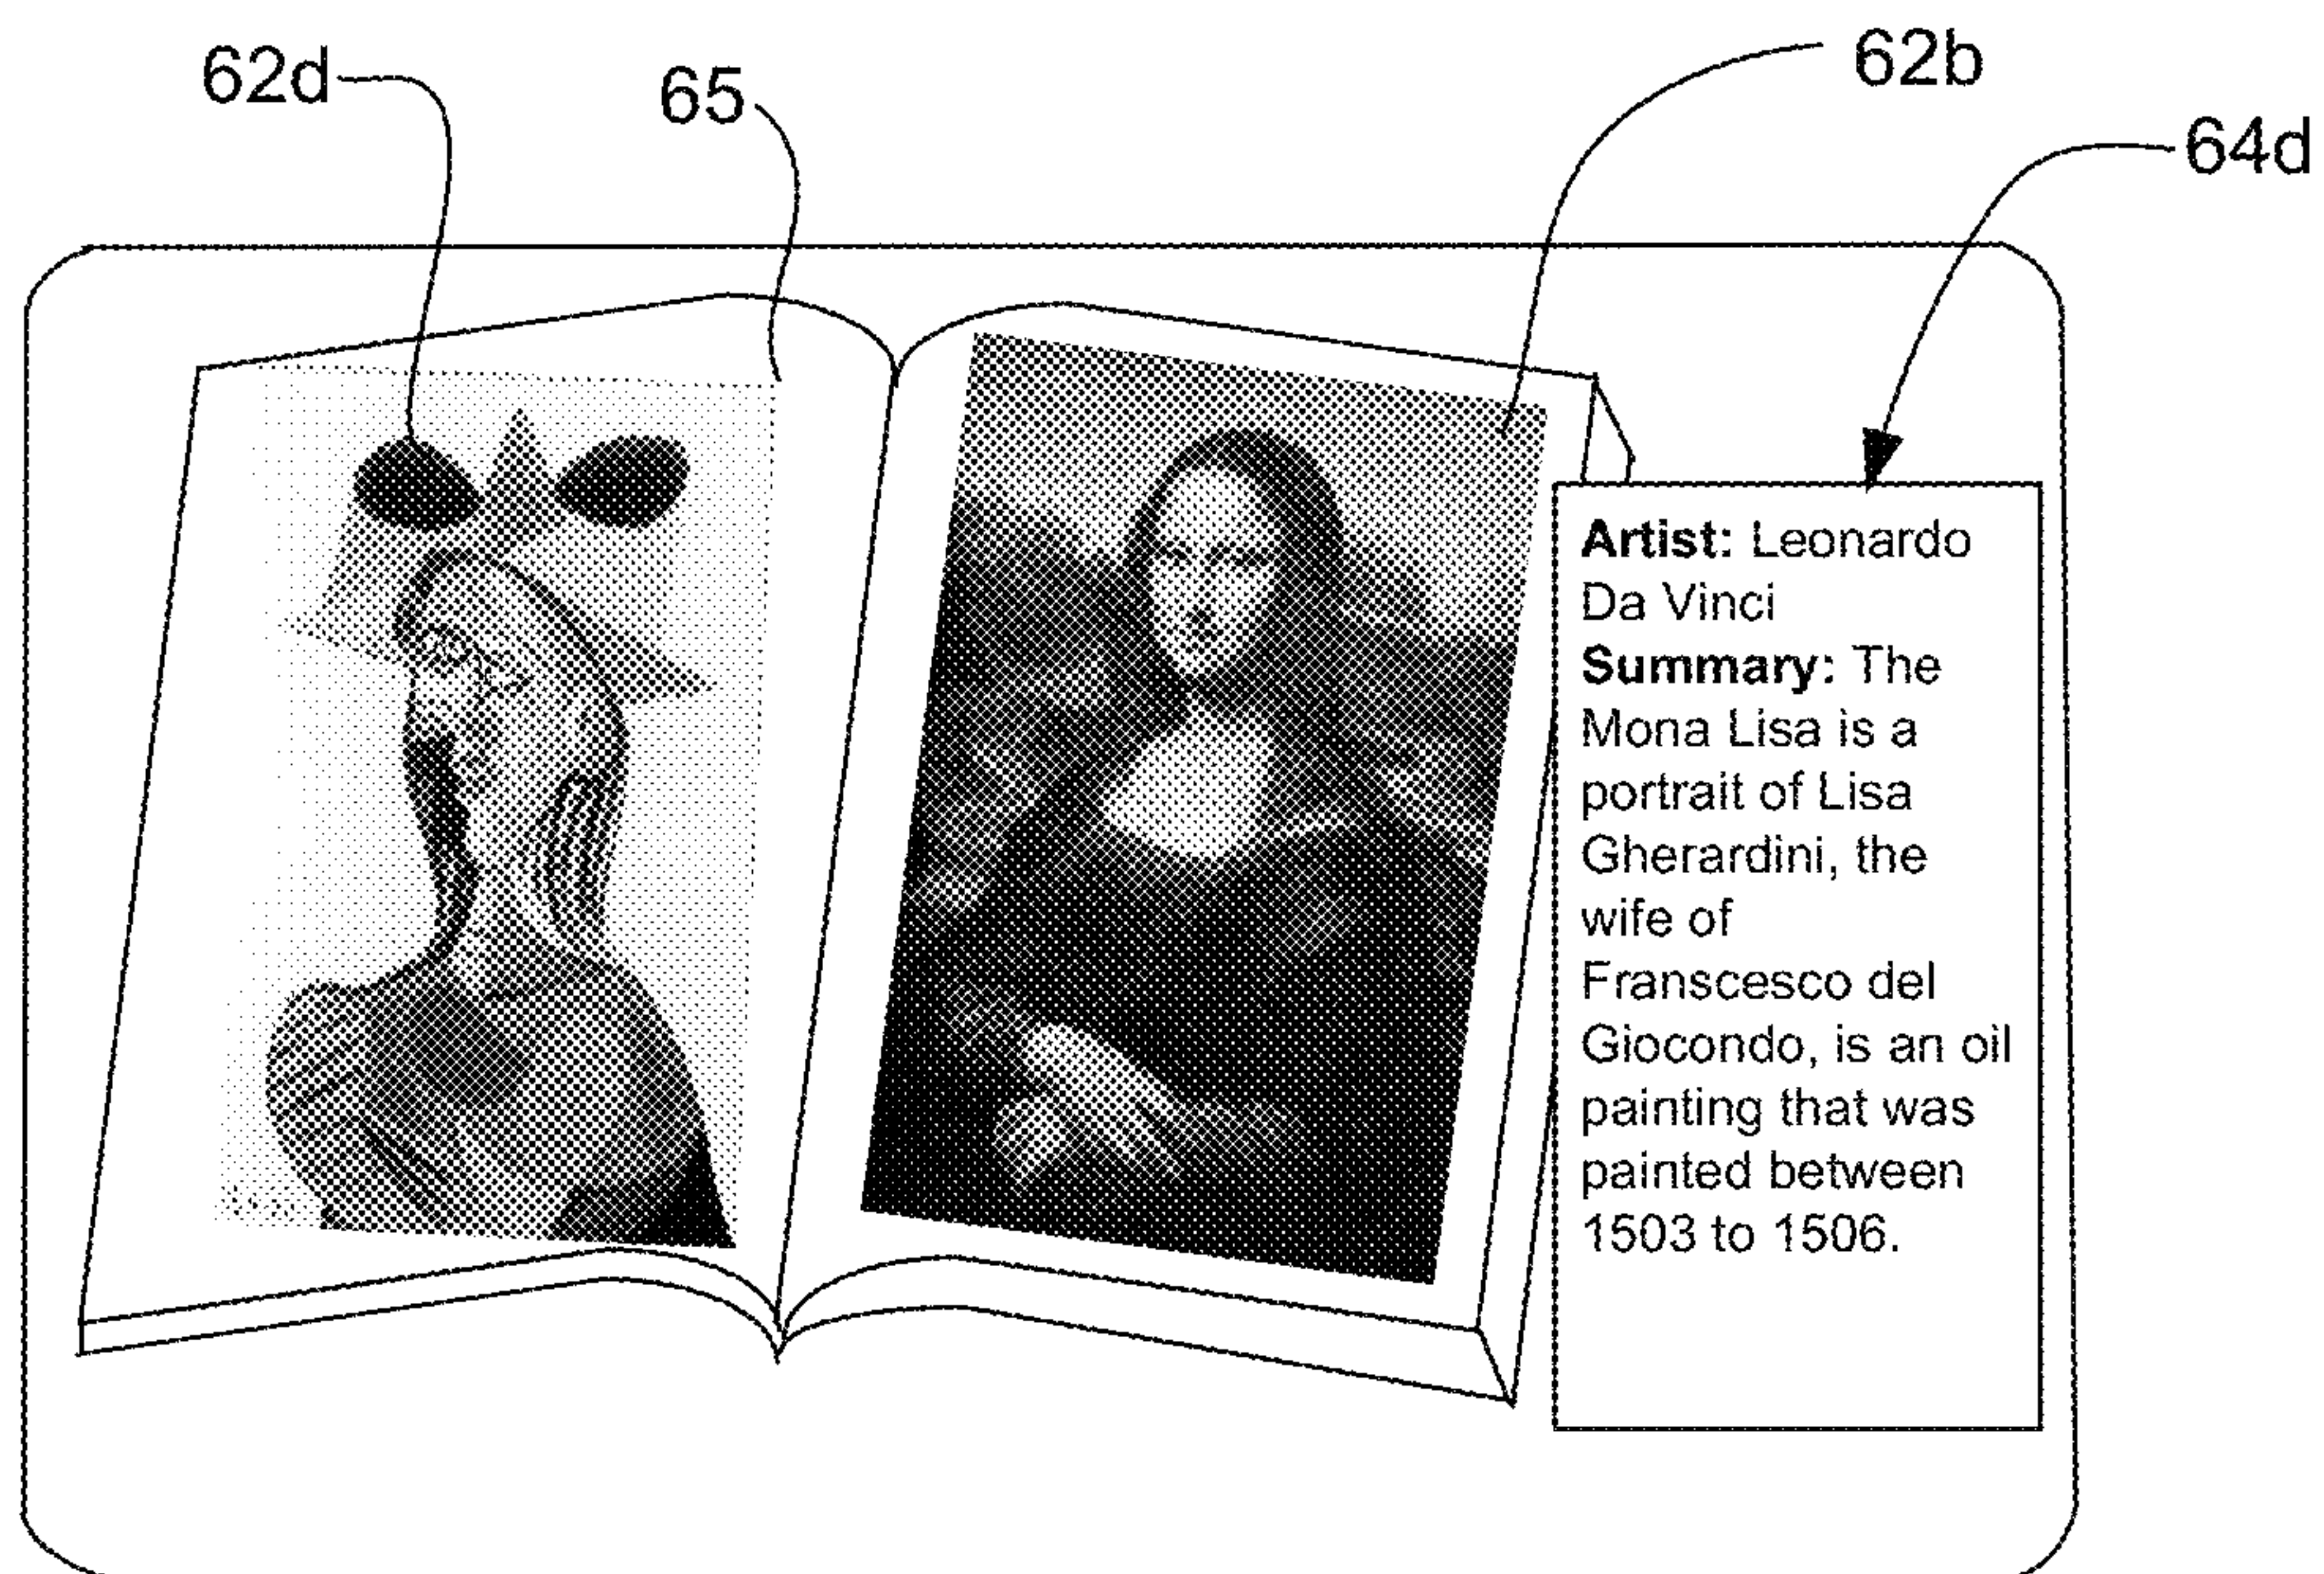 62d
65
62b
64d
Artist: Leonardo
Da Vinci
Summary: The
Mona Lisa is a
portrait of Lisa
Gherardini, the
wife of
Franscesco del
Giocondo, is an oil
painting that was
painted between
1503 to 1506.